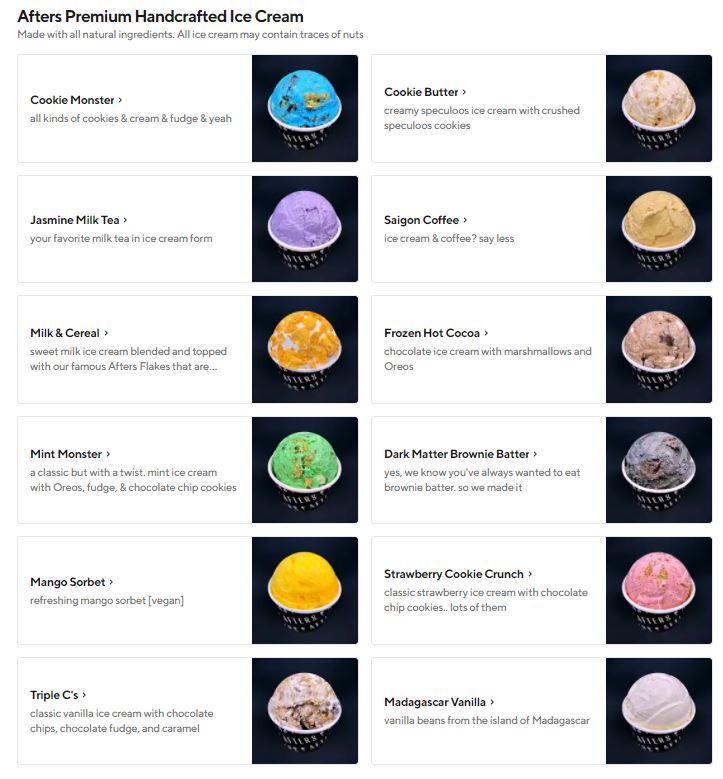 Afters Premium Handcrafted Ice Cream
Made with all natural ingredients. All ice cream may contain traces of nuts
Cookie Monster ›
all kinds of cookies & cream & fudge & yeah
Cookie Butter ›
creamy speculoos ice cream with crushed
speculoos cookies
Jasmine Milk Tea ›
your favorite milk tea in ice cream form
Saigon Coffee ›
ice cream & coffee? say less
Milk & Cereal ›
sweet milk ice cream blended and topped
with our famous Afters Flakes that are...
Frozen Hot Cocoa ›
chocolate ice cream with marshmallows and
Oreos
Mint Monster ›
a classic but with a twist. mint ice cream
with Oreos, fudge, & chocolate chip cookies
Dark Matter Brownie Batter ›
yes, we know you've always wanted to eat
brownie batter. so we made it
Mango Sorbet ›
refreshing mango sorbet [vegan]
Strawberry Cookie Crunch ›
classic strawberry ice cream with chocolate
chip cookies.. lots of them
Triple C's ›
classic vanilla ice cream with chocolate
chips, chocolate fudge, and caramel
Madagascar Vanilla ›
vanilla beans from the island of Madagascar